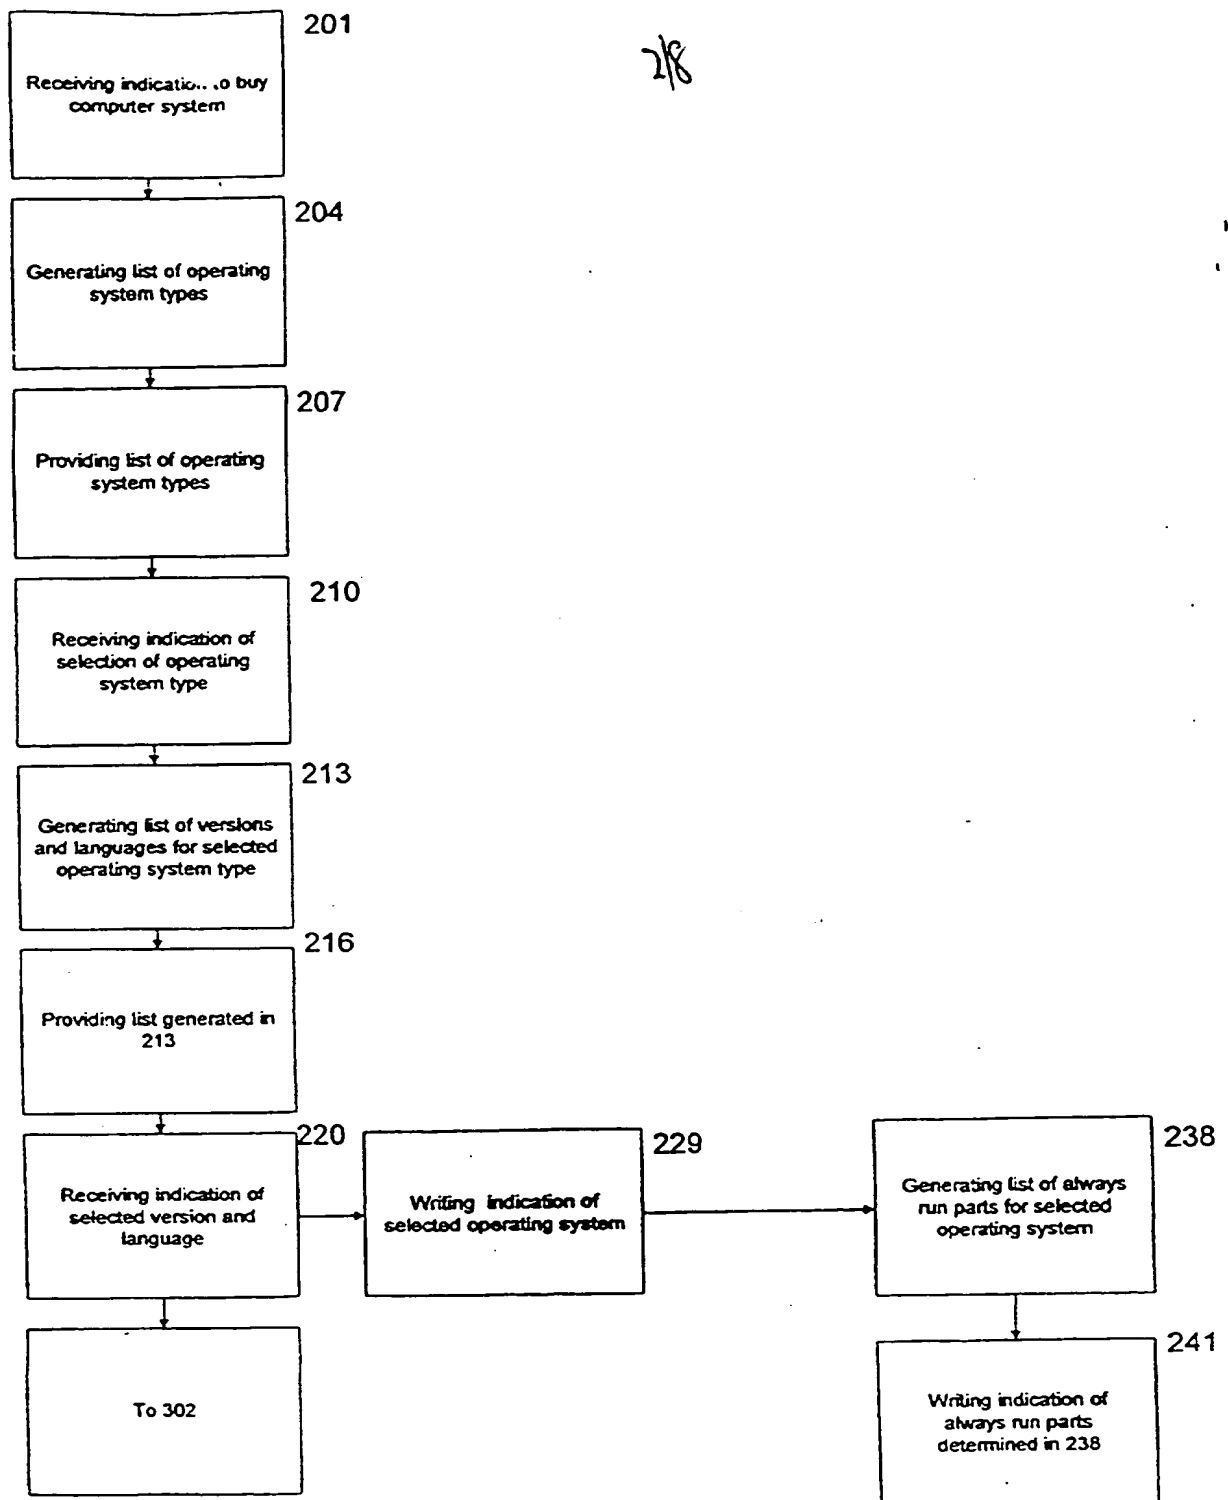 201
2/8
Receiving indication to buy
computer system
204
Generating list of operating
system types
207
Providing list of operating
system types
210
Receiving indication of
selection of operating
system type
213
Generating list of versions
and languages for selected
operating system type
216
Providing list generated in
213
220
Receiving indication of
selected version and
language
229
Writing indication of
selected operating system
238
Generating list of always
run parts for selected
operating system
To 302
241
Writing indication of
always run parts
determined in 238